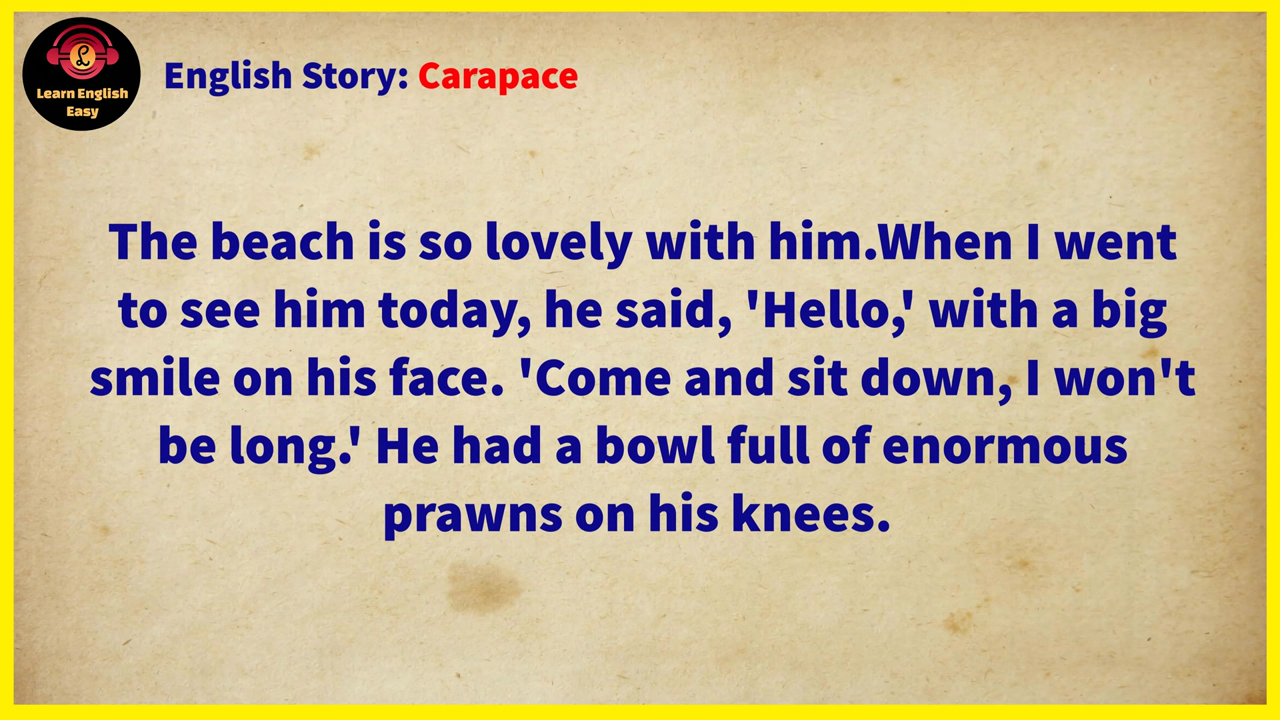 Learn English
Easy
English Story: Carapace
The beach is so lovely with him.When I went
to see him today, he said, 'Hello,' with a big
smile on his face. 'Come and sit down, I won't
be long.' He had a bowl full of enormous
prawns on his knees.